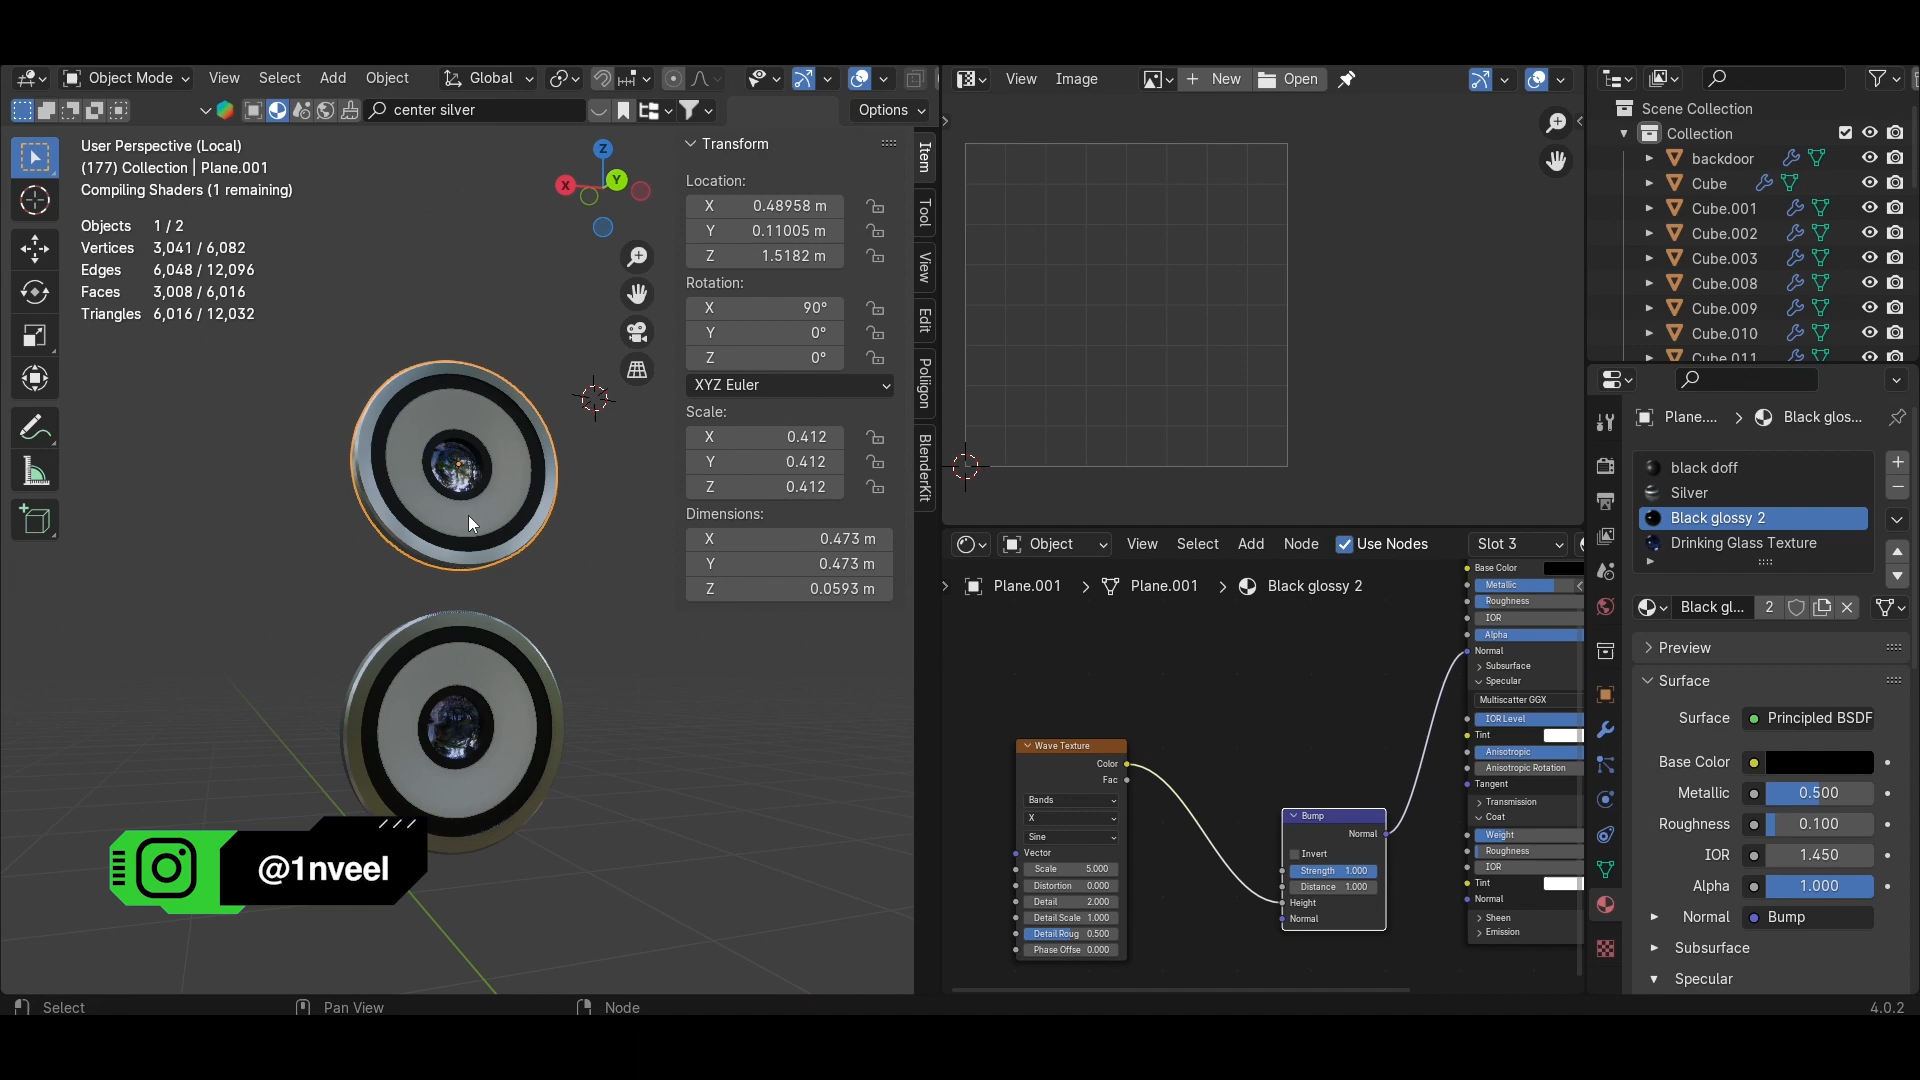 Object Mode View Select Add Object Global
center silver Options
User Perspective (Local)
(177) Collection | Plane.001
Compiling Shaders (1 remaining)
Objects 1 / 2
Vertices 3,041 / 6,082
Edges 6,048 / 12,096
Faces 3,008 / 6,016
Triangles 6,016 / 12,032
Z
Y
X
Transform
Location:
X 0.48958 m
Y 0.11005 m
Z 1.5182 m
Rotation:
X 90°
Y 0°
Z 0°
XYZ Euler
Scale:
X 0.412
Y 0.412
Z 0.412
Dimensions:
X 0.473 m
Y 0.473 m
Z 0.0593 m
Item
Tool
View
Edit
Poliigon
BlenderKit
@1nveel
View Image New Open
Object View Select Add Node Use Nodes Slot 3
Plane.001 > Plane.001 > Black glossy 2
Wave Texture
Color
Fac
Bands
X
Sine
Vector
Scale 5.000
Distortion 0.000
Detail 2.000
Detail Scale 1.000
Detail Roug 0.500
Phase Offse 0.000
Bump
Normal
Invert
Strength 1.000
Distance 1.000
Height
Normal
Base Color
Metallic
Roughness
IOR
Alpha
Normal
Subsurface
Specular
Multiscatter GGX
IOR Level
Tint
Anisotropic
Anisotropic Rotation
Tangent
Transmission
Coat
Weight
Roughness
IOR
Tint
Normal
Sheen
Emission
Scene Collection
Collection
backdoor
Cube
Cube.001
Cube.002
Cube.003
Cube.008
Cube.009
Cube.010
Cube.011
Plane.... > Black glos...
black doff
Silver
Black glossy 2
Drinking Glass Texture
Black gl... 2
Preview
Surface
Surface Principled BSDF
Base Color
Metallic 0.500
Roughness 0.100
IOR 1.450
Alpha 1.000
Normal Bump
Subsurface
Specular
Select Pan View Node 4.0.2